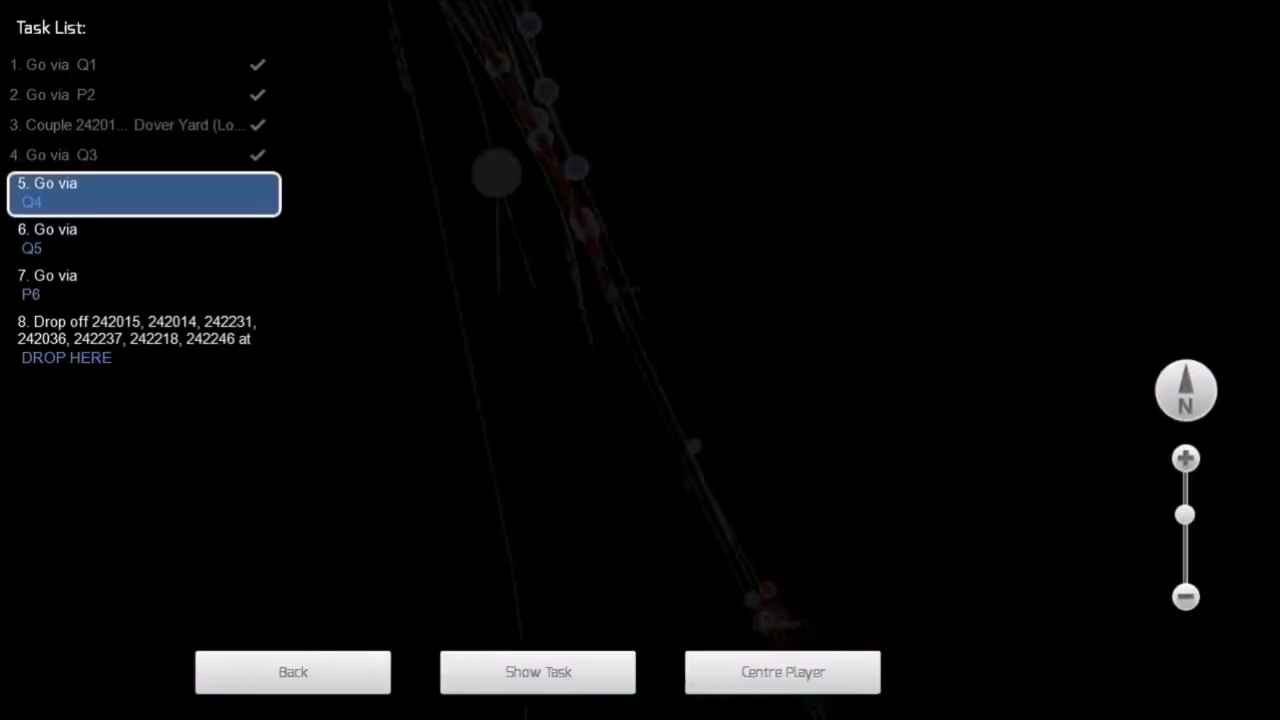 Task List:
1. Go via Q1
2. Go via P2
3. Couple 24201... Dover Yard (Lo...
4. Go via Q3
5. Go via
Q4
6. Go via
Q5
7. Go via
P6
8. Drop off 242015, 242014, 242231,
242036, 242237, 242218, 242246 at
DROP HERE
N
Back
Show Task
Centre Player